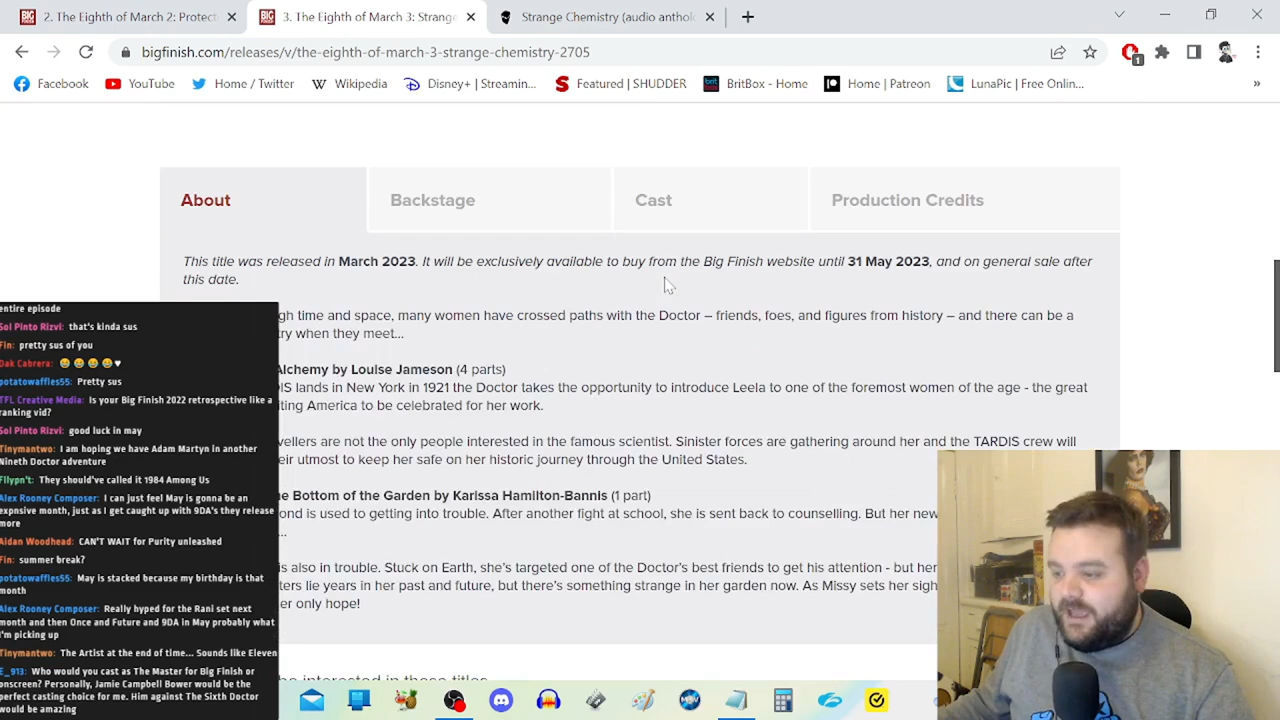 2. The Eighth of March 2: Protect
3. The Eighth of March 3: Strange
Strange Chemistry (audio anthol
bigfinish.com/releases/v/the-eighth-of-march-3-strange-chemistry-2705
1
Facebook
YouTube
Home / Twitter
Wikipedia
Disney+ | Streamin...
Featured | SHUDDER
BritBox - Home
Home | Patreon
LunaPic | Free Onlin...
About
Backstage
Cast
Production Credits
This title was released in March 2023. It will be exclusively available to buy from the Big Finish website until 31 May 2023, and on general sale after
this date.
gh time and space, many women have crossed paths with the Doctor – friends, foes, and figures from history – and there can be a
try when they meet...
lchemy by Louise Jameson (4 parts)
IS lands in New York in 1921 the Doctor takes the opportunity to introduce Leela to one of the foremost women of the age - the great
iting America to be celebrated for her work.
vellers are not the only people interested in the famous scientist. Sinister forces are gathering around her and the TARDIS crew will
eir utmost to keep her safe on her historic journey through the United States.
e Bottom of the Garden by Karissa Hamilton-Bannis (1 part)
ond is used to getting into trouble. After another fight at school, she is sent back to counselling. But her new
...
is also in trouble. Stuck on Earth, she's targeted one of the Doctor's best friends to get his attention - but her
ters lie years in her past and future, but there's something strange in her garden now. As Missy sets her sigh
er only hope!
be interested in these titles
entire episode
Sol Pinto Rizvi: that's kinda sus
Fin: pretty sus of you
Dak Cabrera: 😂 😂 😂 😂 ♥
potatowaffles55: Pretty sus
TFL Creative Media: Is your Big Finish 2022 retrospective like a
ranking vid?
Sol Pinto Rizvi: good luck in may
Tinymantwo: I am hoping we have Adam Martyn in another
Nineth Doctor adventure
Fllypn't: They should've called it 1984 Among Us
Alex Rooney Composer: I can just feel May is gonna be an
expnsive month, just as I get caught up with 9DA's they release
more
Aidan Woodhead: CAN'T WAIT for Purity unleashed
Fin: summer break?
potatowaffles55: May is stacked because my birthday is that
month
Alex Rooney Composer: Really hyped for the Rani set next
month and then Once and Future and 9DA in May probably what
I'm picking up
Tinymantwo: The Artist at the end of time... Sounds like Eleven
E_913: Who would you cast as The Master for Big Finish or
onscreen? Personally, Jamie Campbell Bower would be the
perfect casting choice for me. Him against The Sixth Doctor
would be amazing